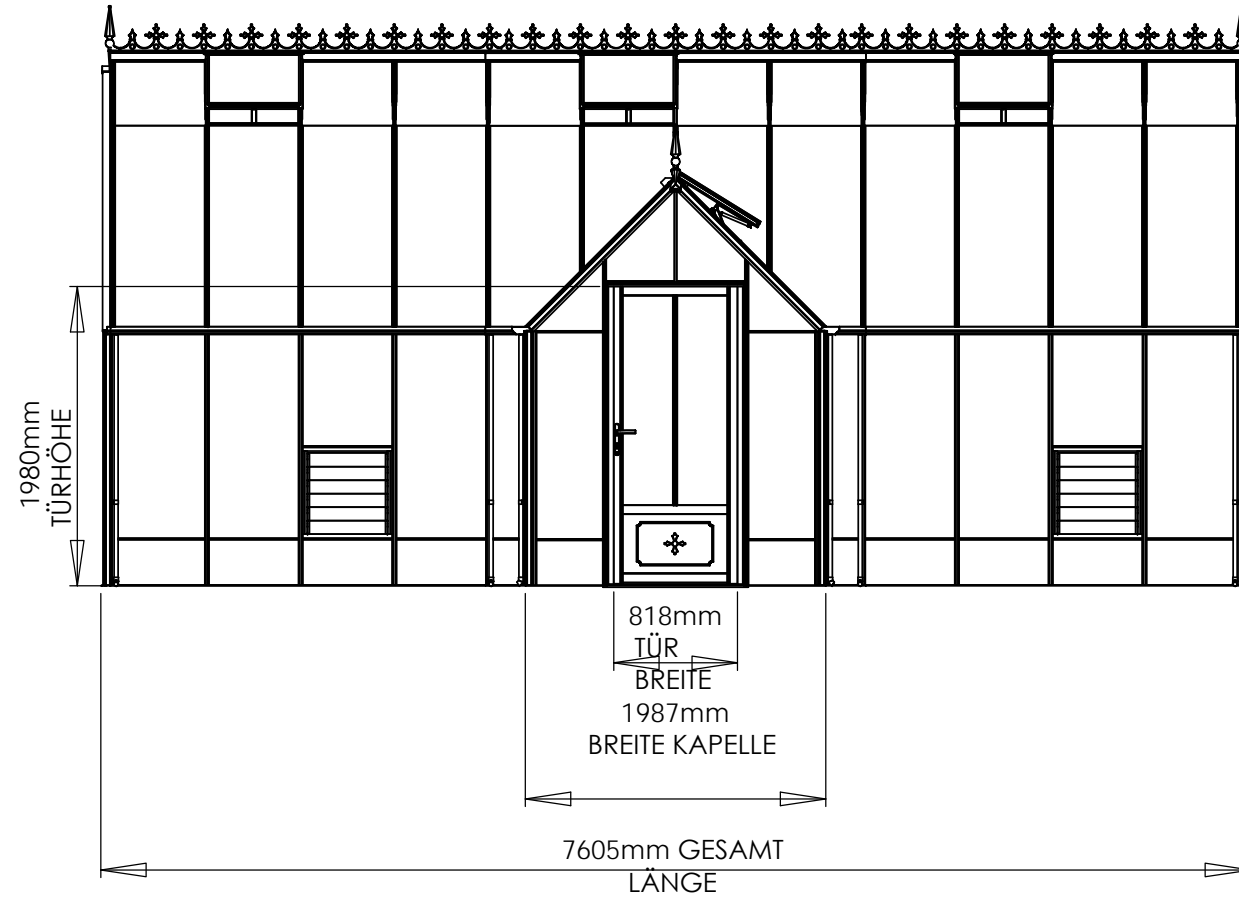 1980mm
TÜRHÖHE
818mm
TÜR
BREITE
1987mm
BREITE KAPELLE
7605mm GESAMT
LÄNGE